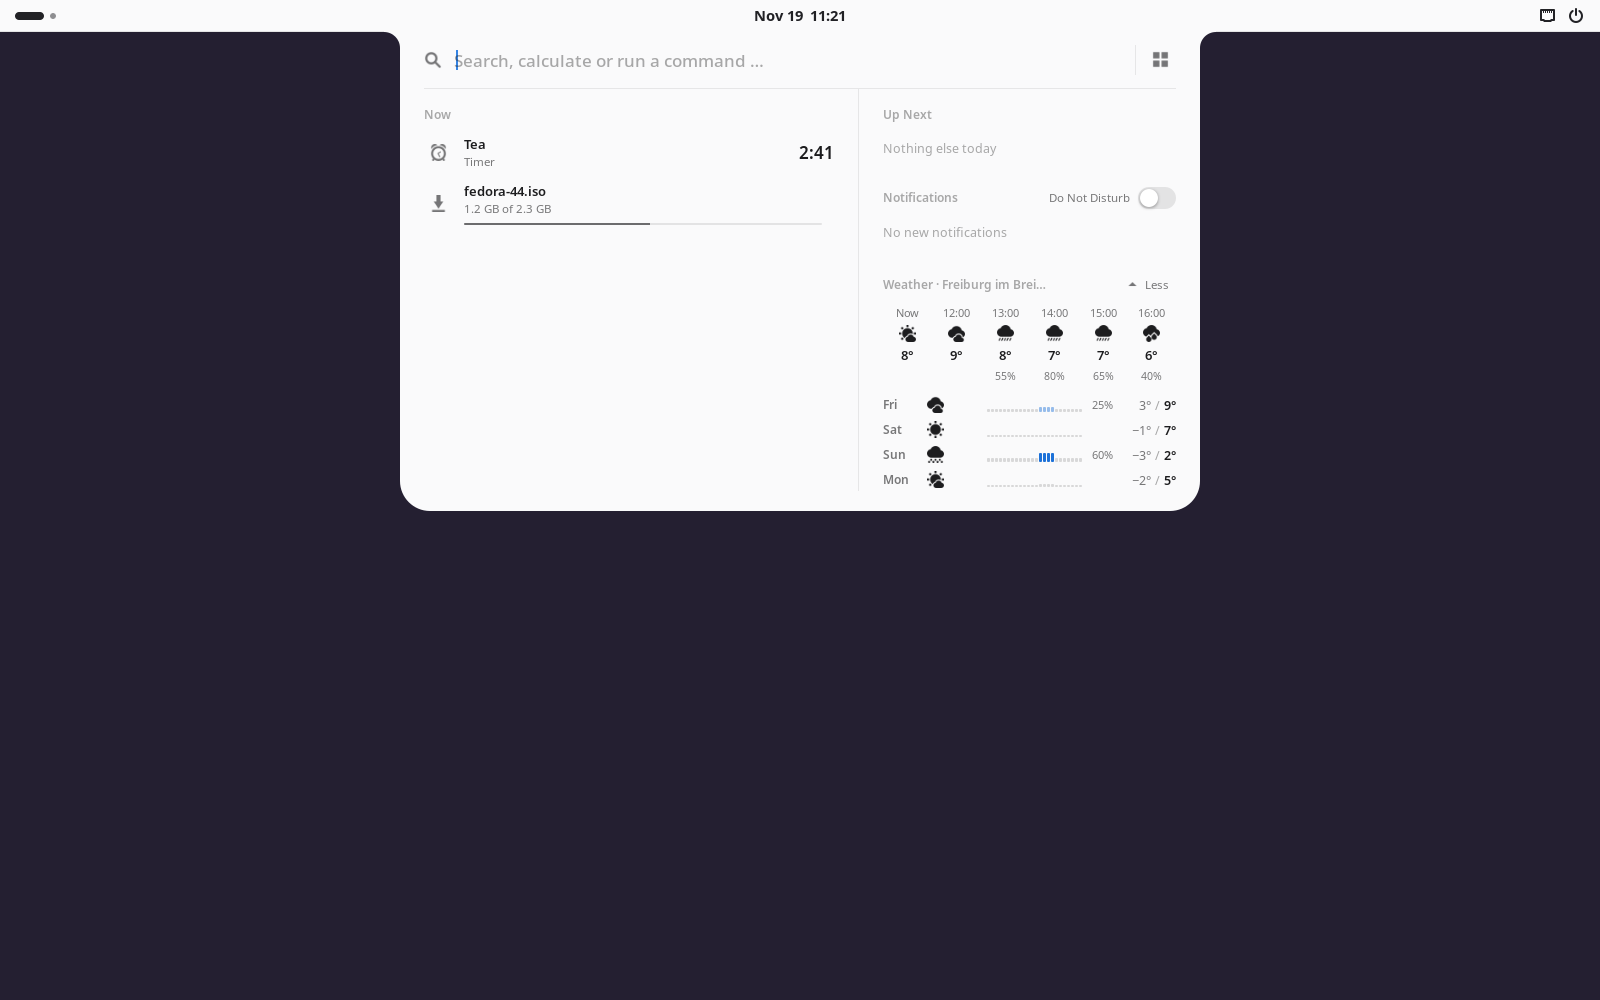 Nov 19 11:21
Search, calculate or run a command ...
Now
Tea
2:41
Timer
fedora-44.iso
1.2 GB of 2.3 GB
Up Next
Nothing else today
Notifications Do Not Disturb
No new notifications
Weather · Freiburg im Brei... Less
Now 12:00 13:00 14:00 15:00 16:00
8° 9° 8° 7° 7° 6°
55% 80% 65% 40%
Fri 25% 3° / 9°
Sat −1° / 7°
Sun 60% −3° / 2°
Mon −2° / 5°